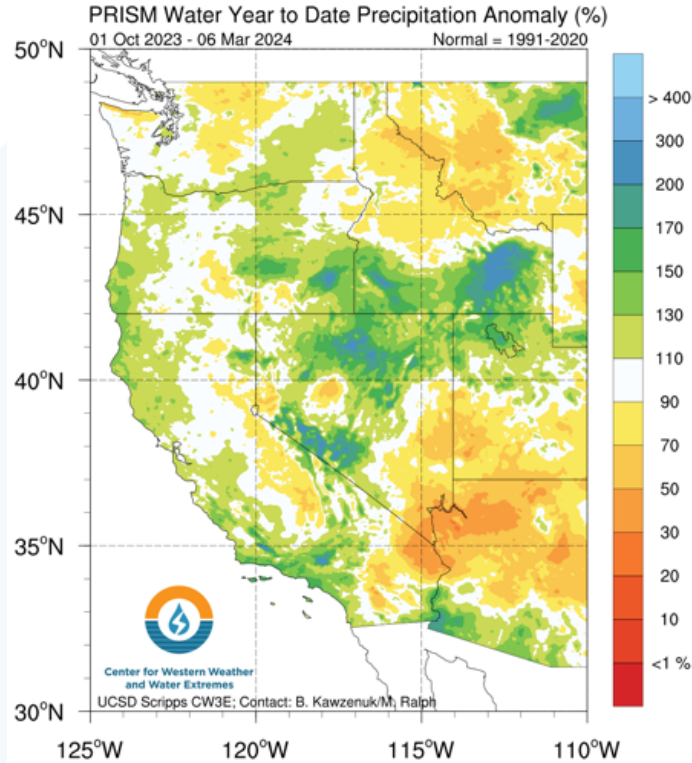 PRISM Water Year to Date Precipitation Anomaly (%)
01 Oct 2023 - 06 Mar 2024 Normal = 1991-2020
50°N
45°N
40°N
35°N
30°N
125°W 120°W 115°W 110°W
> 400
300
200
170
150
130
110
90
70
50
30
20
10
<1 %
Center for Western Weather
and Water Extremes
UCSD Scripps CW3E; Contact: B. Kawzenuk/M. Ralph